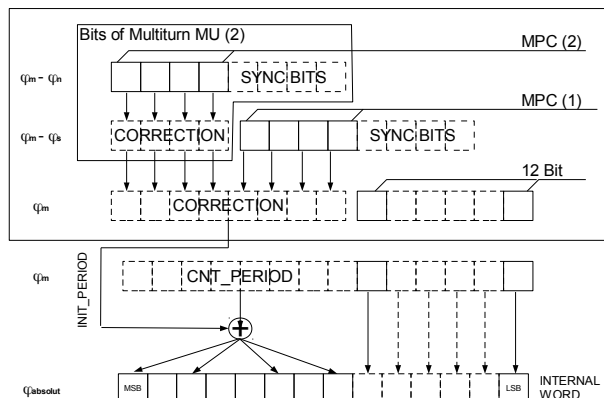 Bits of Multiturn MU (2)
MPC (2)
φm - φn
SYNC BITS
MPC (1)
φm - φs
CORRECTION
SYNC BITS
12 Bit
φm
CORRECTION
INIT_PERIOD
φm
CNT_PERIOD
+
φabsolut
MSB
LSB
INTERNAL
WORD